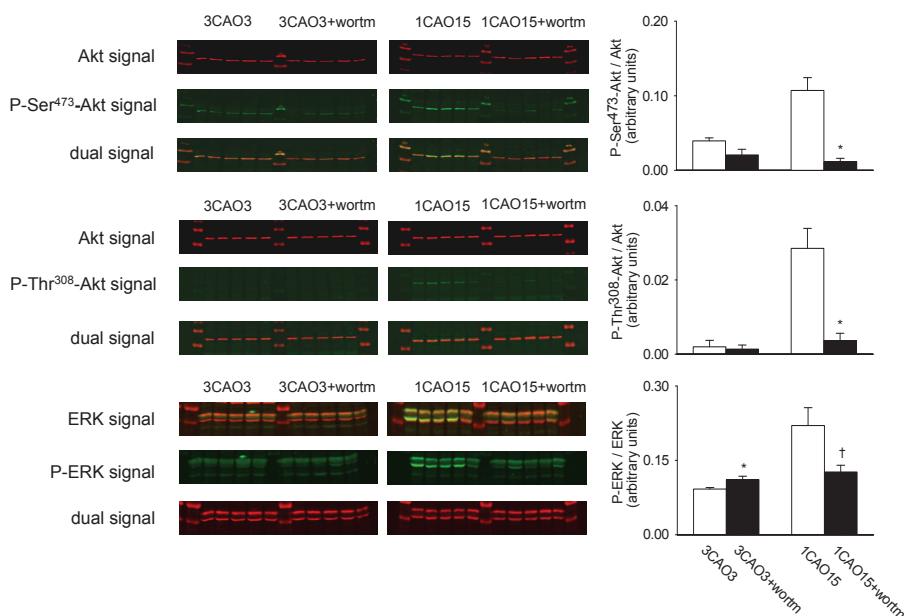 3CAO3 3CAO3+wortm 1CAO15 1CAO15+wortm
Akt signal
P-Ser⁴⁷³-Akt signal
dual signal
3CAO3 3CAO3+wortm 1CAO15 1CAO15+wortm
Akt signal
P-Thr³⁰⁸-Akt signal
dual signal
3CAO3 3CAO3+wortm 1CAO15 1CAO15+wortm
ERK signal
P-ERK signal
dual signal
P-Ser⁴⁷³-Akt / Akt
(arbitrary units)
0.20
0.10
0.00
*
P-Thr³⁰⁸-Akt / Akt
(arbitrary units)
0.04
0.02
0.00
*
P-ERK / ERK
(arbitrary units)
0.30
0.15
0.00
*
†
3CAO3
3CAO3+wortm
1CAO15
1CAO15+wortm